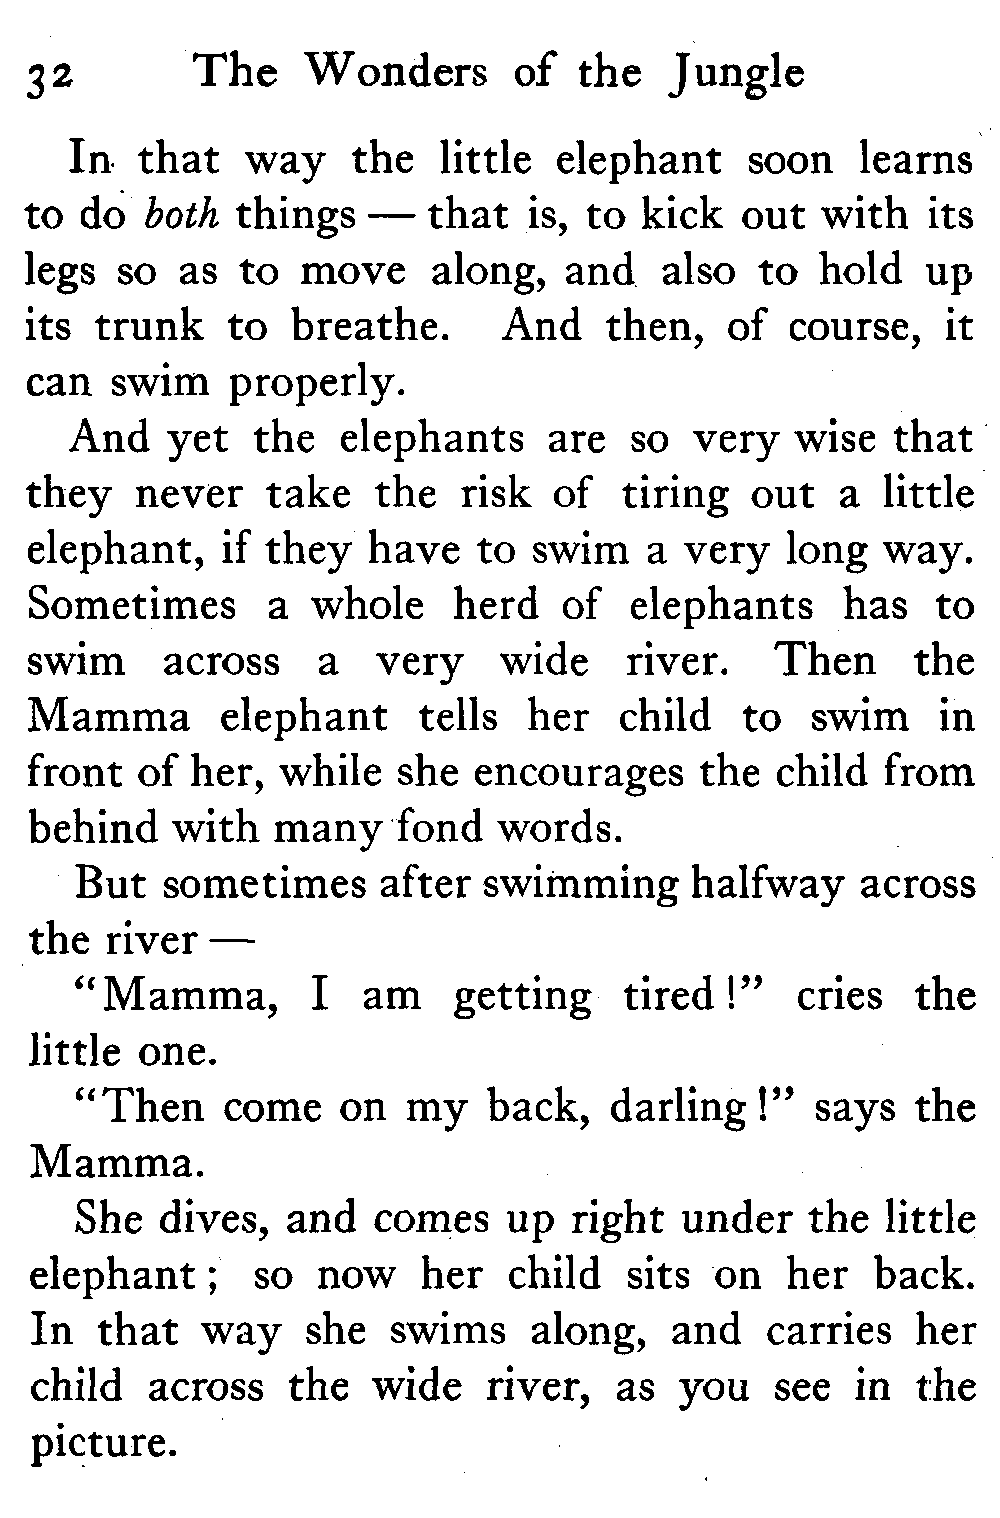 32 The Wonders of the Jungle
In that way the little elephant soon learns
to do both things — that is, to kick out with its
legs so as to move along, and also to hold up
its trunk to breathe. And then, of course, it
can swim properly.
And yet the elephants are so very wise that
they never take the risk of tiring out a little
elephant, if they have to swim a very long way.
Sometimes a whole herd of elephants has to
swim across a very wide river. Then the
Mamma elephant tells her child to swim in
front of her, while she encourages the child from
behind with many fond words.
But sometimes after swimming halfway across
the river —
“Mamma, I am getting tired!” cries the
little one.
“Then come on my back, darling!” says the
Mamma.
She dives, and comes up right under the little
elephant; so now her child sits on her back.
In that way she swims along, and carries her
child across the wide river, as you see in the
picture.